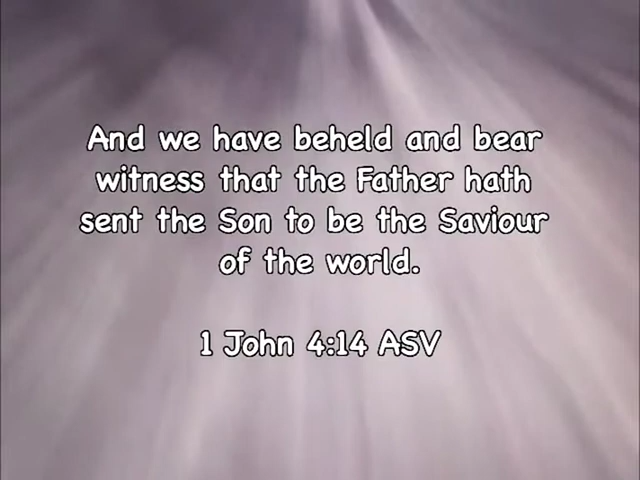 And we have beheld and bear
witness that the Father hath
sent the Son to be the Saviour
of the world.
1 John 4:14 ASV